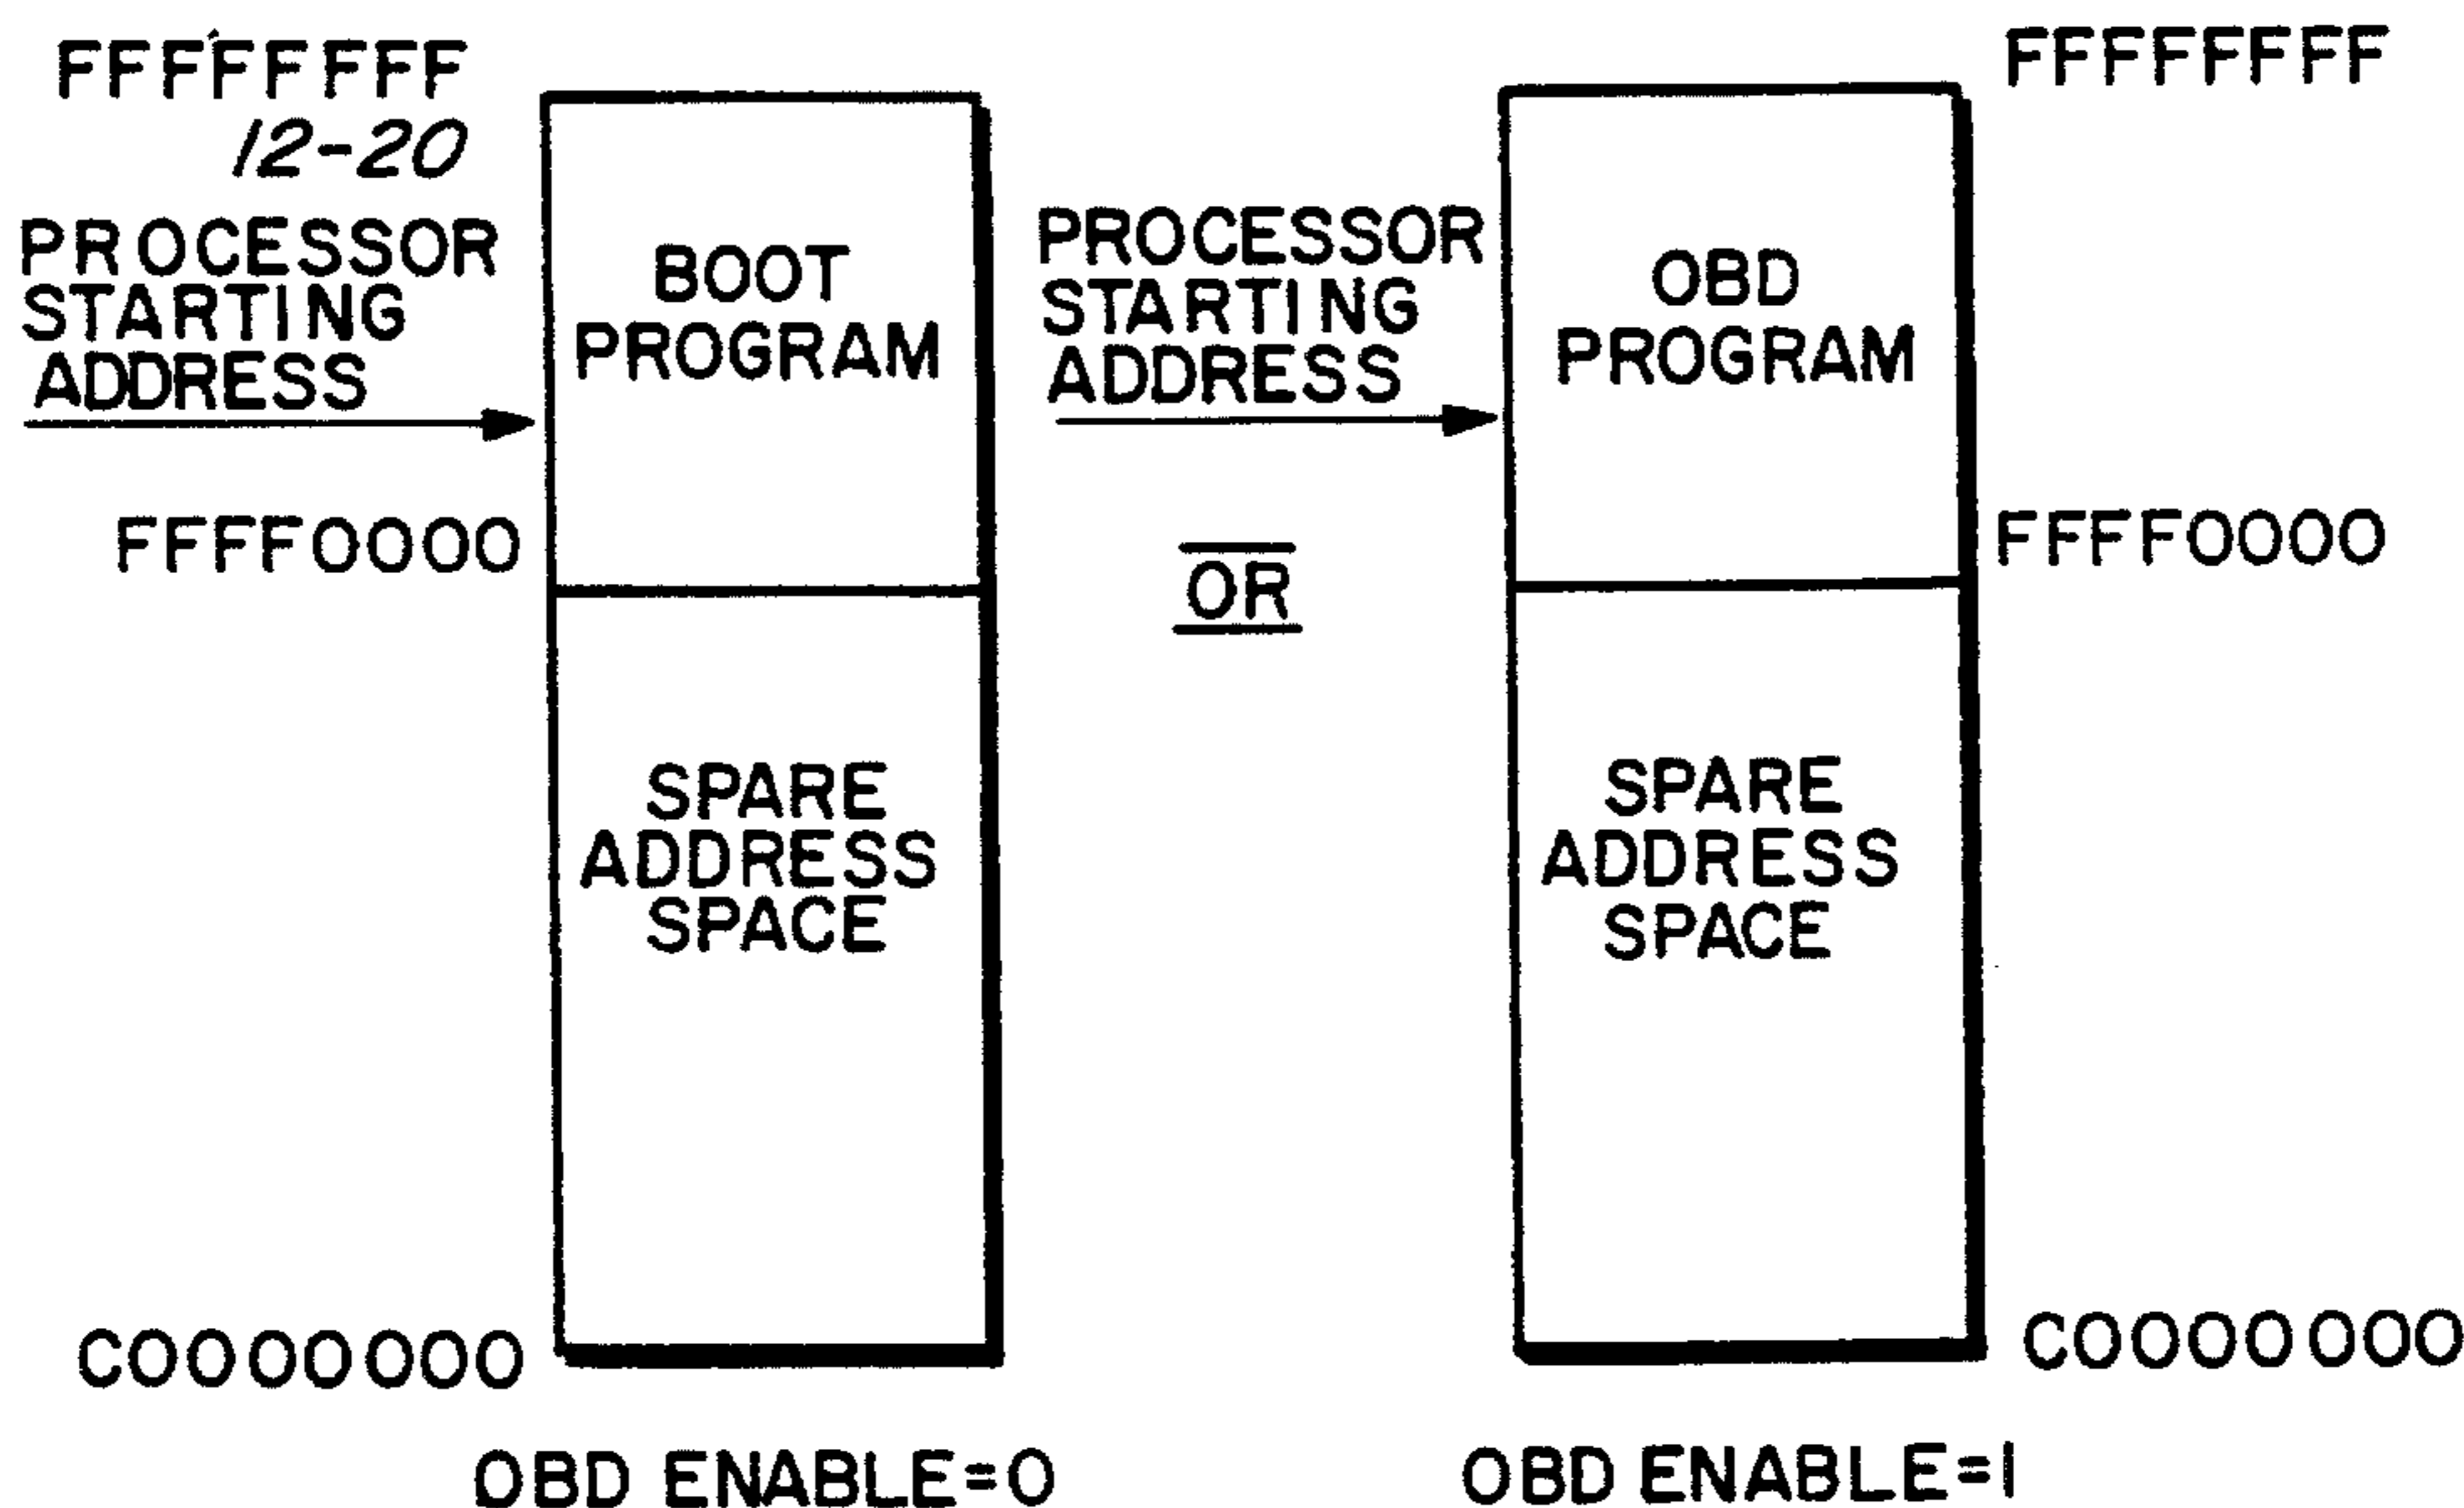 FFFFFFFF
12-20
PROCESSOR
STARTING
ADDRESS
FFFF0000
C0000000
BOOT
PROGRAM
SPARE
ADDRESS
SPACE
OBD ENABLE=0
PROCESSOR
STARTING
ADDRESS
OR
OBD
PROGRAM
SPARE
ADDRESS
SPACE
FFFFFFFF
FFFF0000
C0000000
OBD ENABLE=1